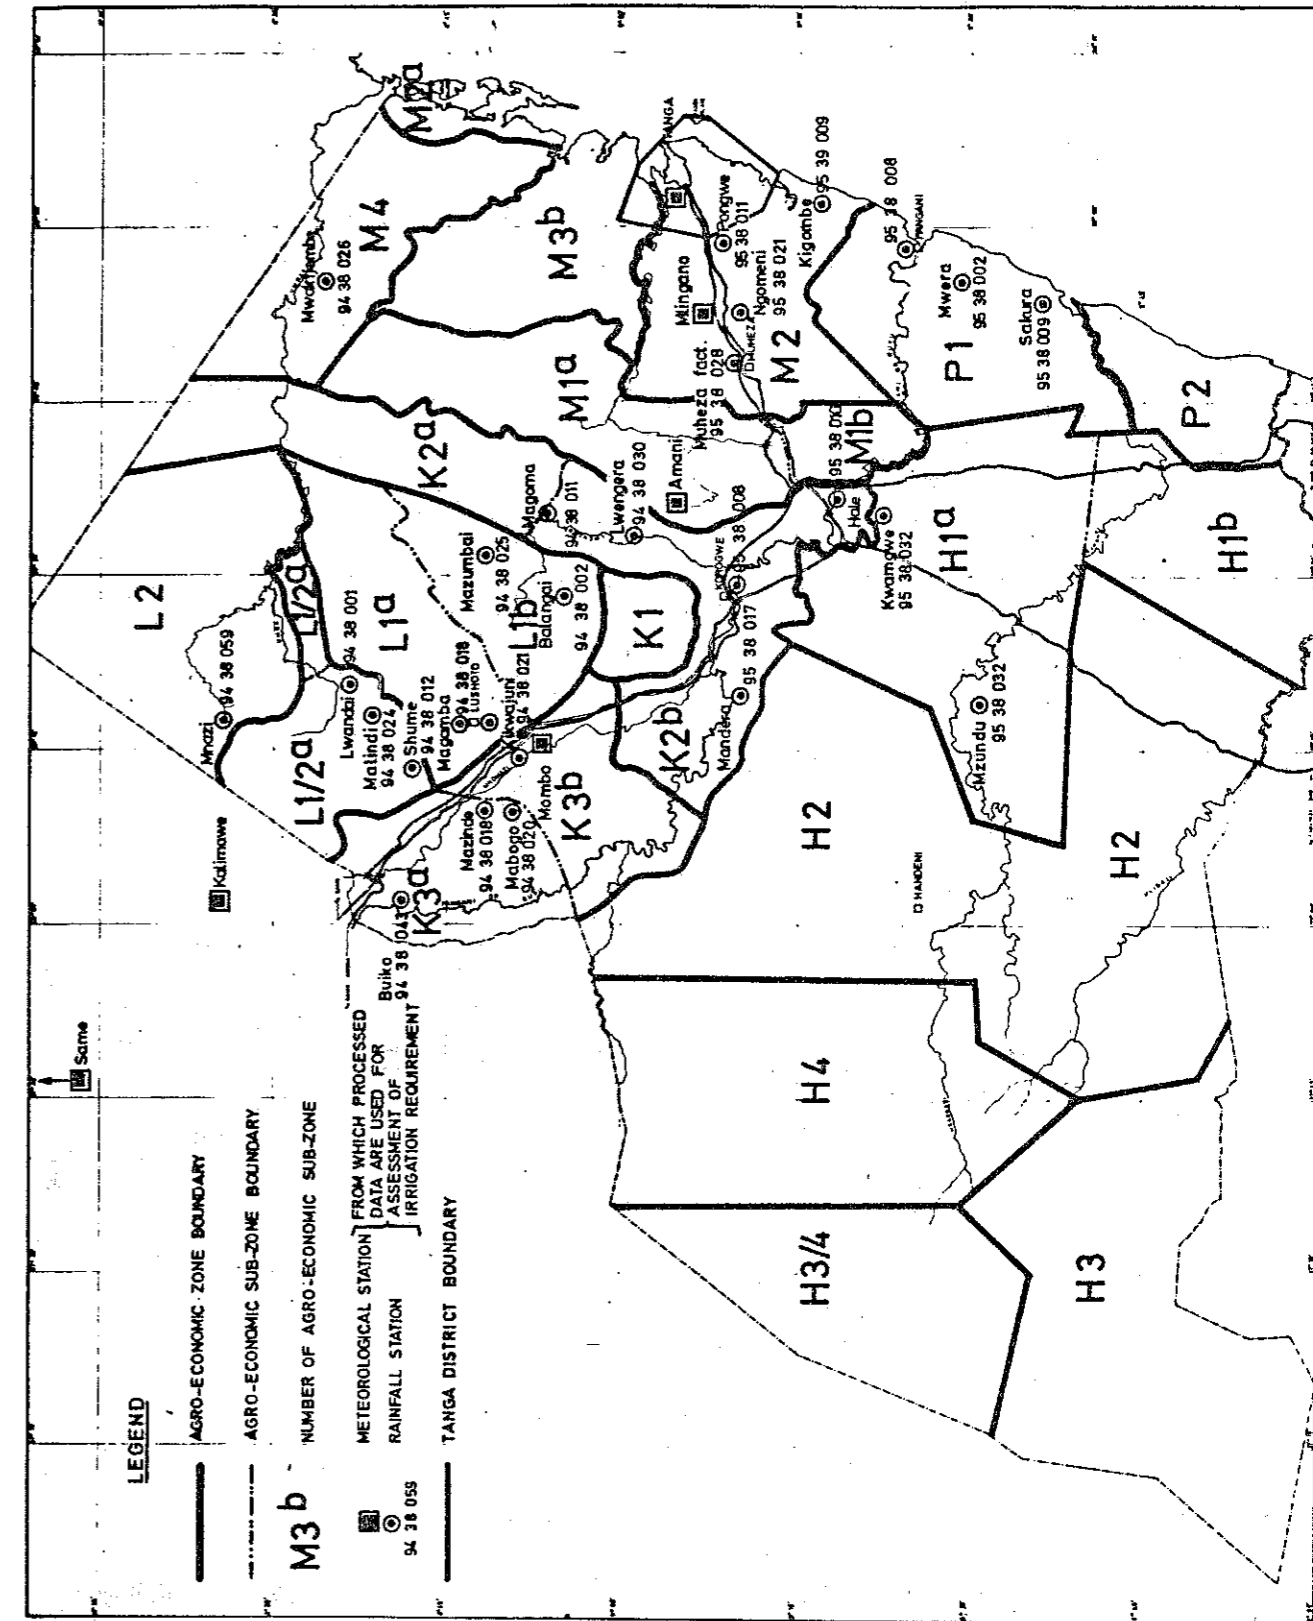 LEGEND
AGRO-ECONOMIC ZONE BOUNDARY
AGRO-ECONOMIC SUB-ZONE BOUNDARY
M3b NUMBER OF AGRO-ECONOMIC SUB-ZONE
METEOROLOGICAL STATION
RAINFALL STATION
94 38 059
FROM WHICH PROCESSED
DATA ARE USED FOR
ASSESSMENT OF
IRRIGATION REQUIREMENT
TANGA DISTRICT BOUNDARY
Same
Kalimawe
L2
Mnazi
94 38 059
L1/2a
L1/2a
Lwandai
94 38 001
L1a
Malindi
94 38 024
Shume
94 38 012
Magamba
94 38 018
LUSHOTO
Mazumbai
94 38 025
L1b
Balangai
94 38 002
94 38 021
Mombo
Mazinde
94 38 018
Mabogo
94 38 020
K3a
Buiko
94 38 043
K3b
K1
K2b
K2a
Magoma
94 38 011
Lwengera
94 38 030
Amani
M1a
M4
Mwakijembe
94 38 026
M2a
M3b
TANGA
Mlingano
Pongwe
95 38 011
Ngomeni
95 38 021
Kigombe
95 39 009
MUHEZA
Muheza fact.
95 38 028
M2
M1b
Hale
95 38 010
KOROGWE
95 38 008
Mandera
95 38 017
Kwamgwe
95 38 032
H1a
H1b
95 38 008
PANGANI
Mwera
95 38 002
Sakura
95 38 009
P1
P2
Mzundu
95 38 032
H2
HANDENI
H2
H4
H3/4
H3